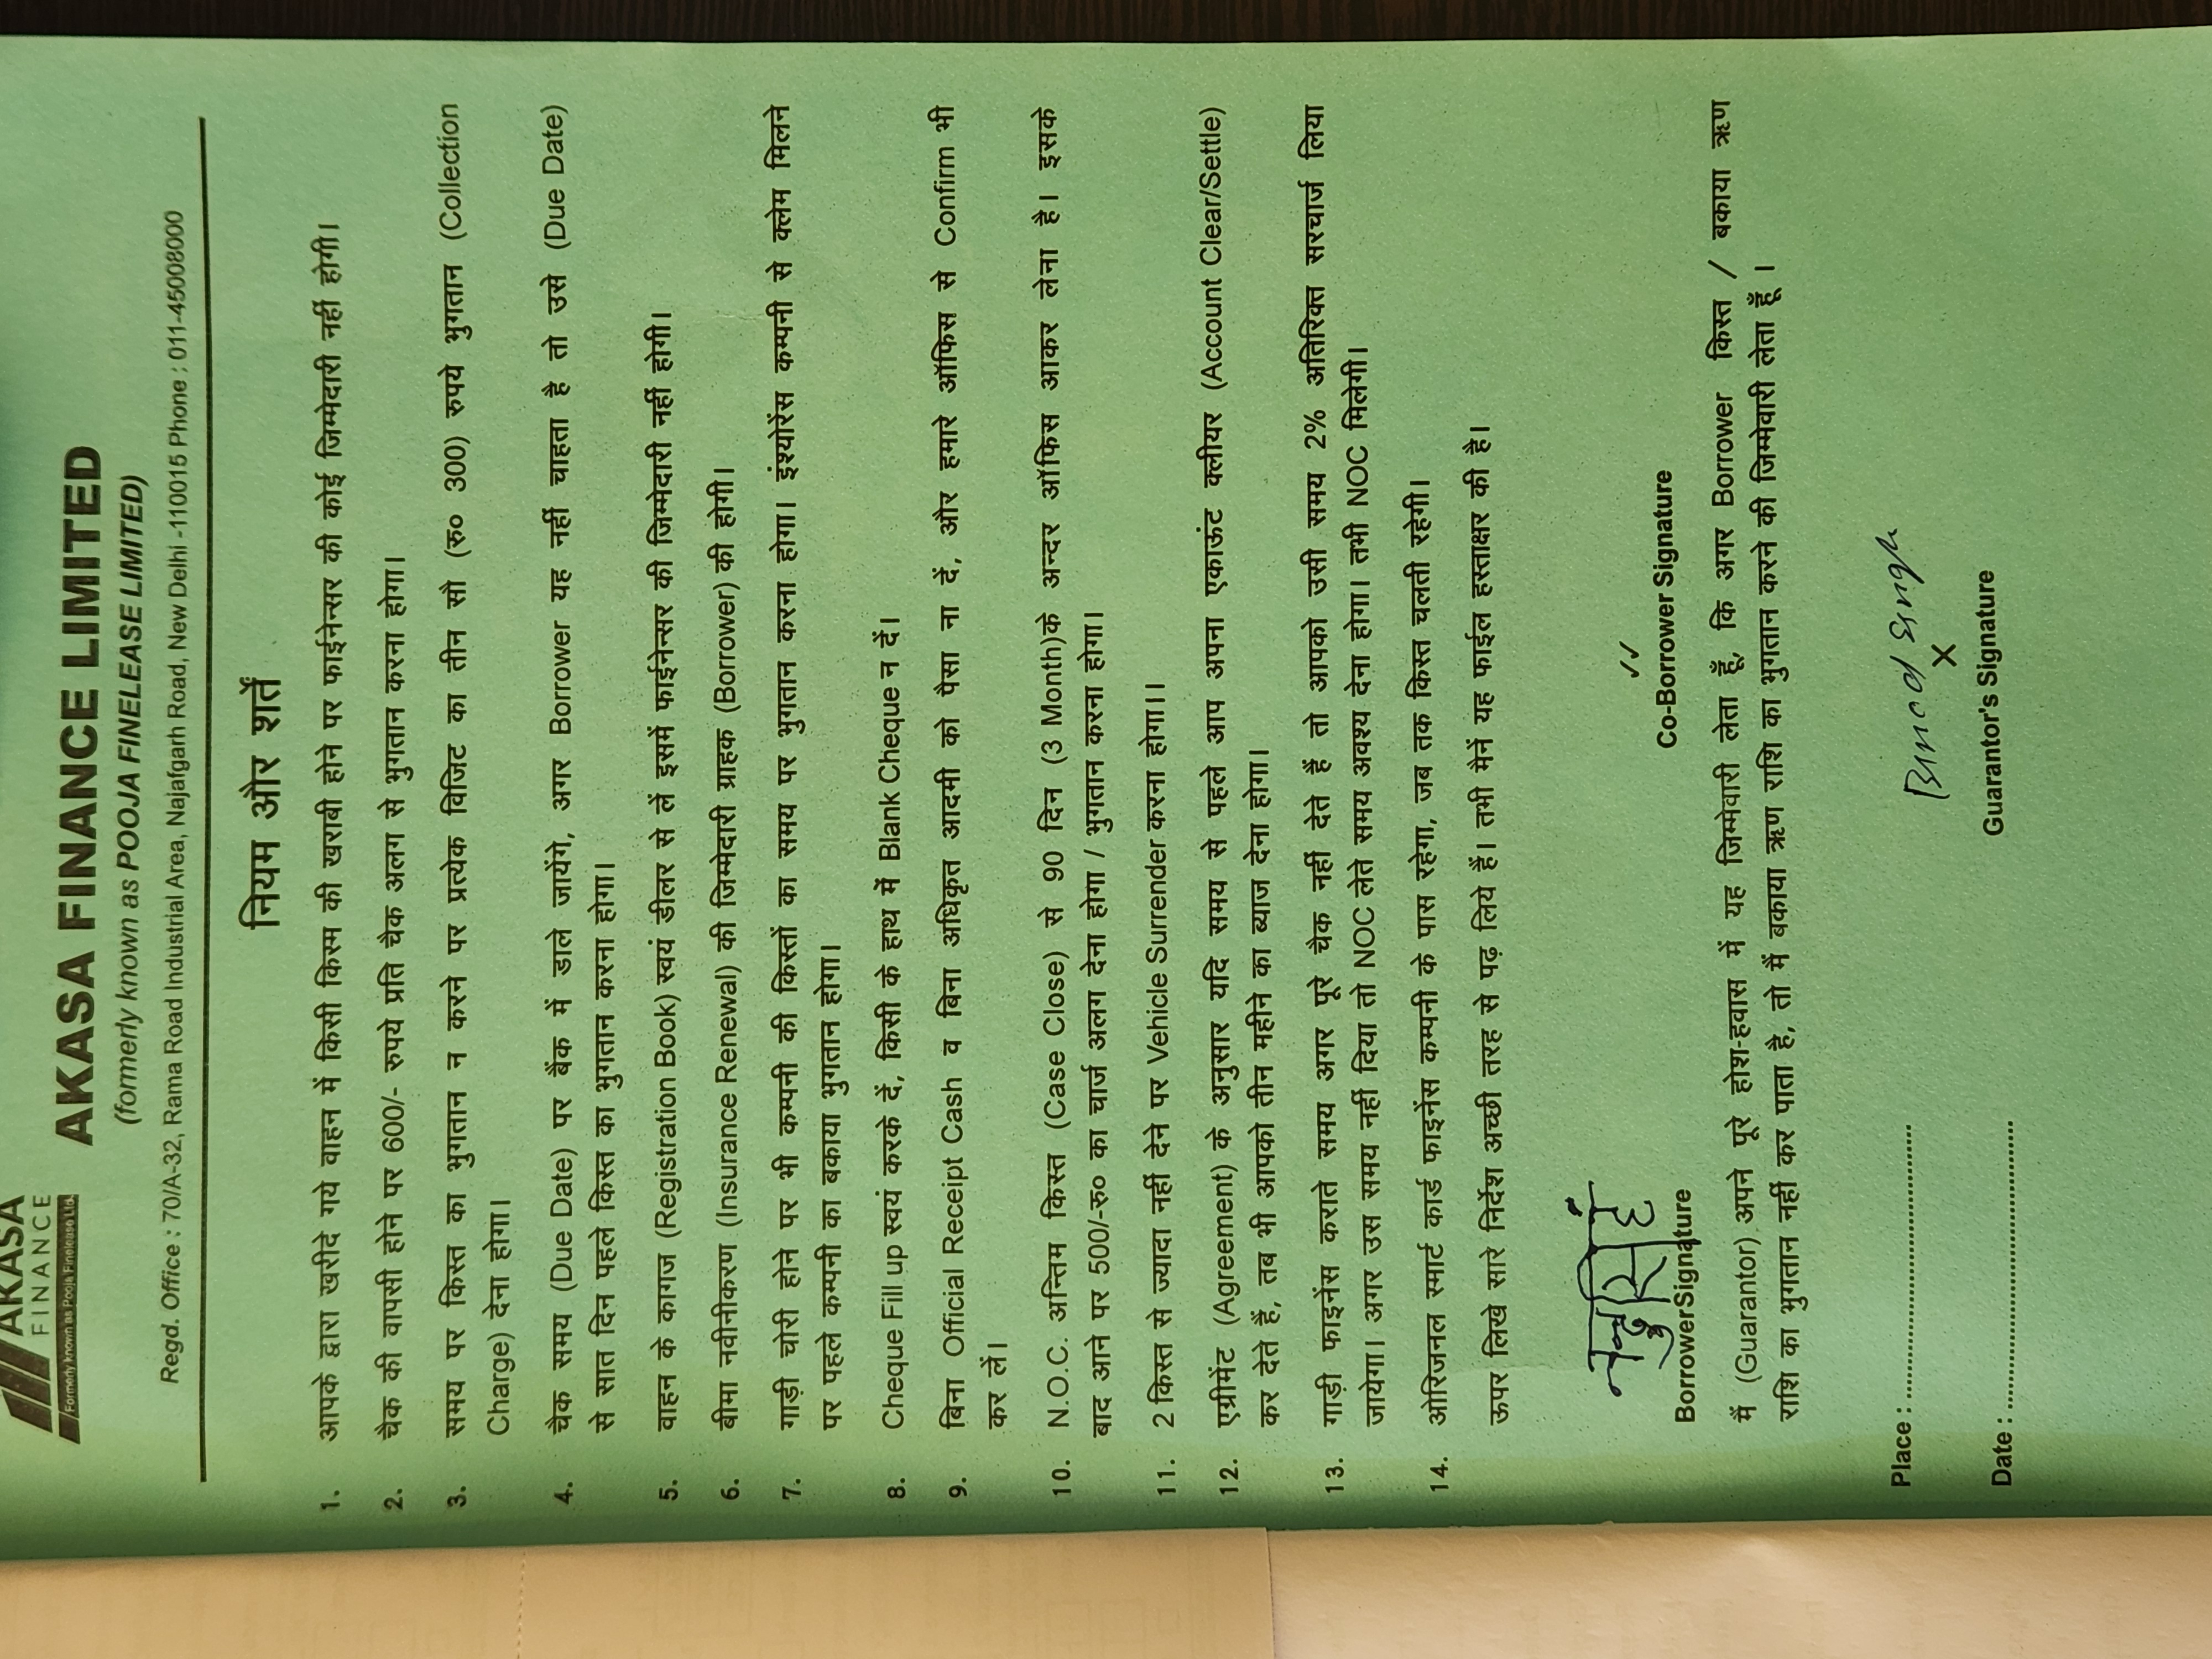 AKASA
FINANCE
Formerly known as Pooja Finelease Ltd.
AKASA FINANCE LIMITED
(formerly known as POOJA FINELEASE LIMITED)
Regd. Office : 70/A-32, Rama Road Industrial Area, Najafgarh Road, New Delhi -110015 Phone : 011-45008000
नियम और शर्तें
1. आपके द्वारा खरीदे गये वाहन में किसी किस्म की खराबी होने पर फाईनेन्सर की कोई जिम्मेदारी नहीं होगी।
2. चैक की वापसी होने पर 600/- रुपये प्रति चैक अलग से भुगतान करना होगा।
3. समय पर किस्त का भुगतान न करने पर प्रत्येक विजिट का तीन सौ (रु० 300) रुपये भुगतान (Collection
Charge) देना होगा।
4. चैक समय (Due Date) पर बैंक में डाले जायेंगे, अगर Borrower यह नहीं चाहता है तो उसे (Due Date)
से सात दिन पहले किस्त का भुगतान करना होगा।
5. वाहन के कागज (Registration Book) स्वयं डीलर से लें इसमें फाईनेन्सर की जिम्मेदारी नहीं होगी।
6. बीमा नवीनीकरण (Insurance Renewal) की जिम्मेदारी ग्राहक (Borrower) की होगी।
7. गाड़ी चोरी होने पर भी कम्पनी की किस्तों का समय पर भुगतान करना होगा। इंश्योरेंस कम्पनी से क्लेम मिलने
पर पहले कम्पनी का बकाया भुगतान होगा।
8. Cheque Fill up स्वयं करके दें, किसी के हाथ में Blank Cheque न दें।
9. बिना Official Receipt Cash व बिना अधिकृत आदमी को पैसा ना दें, और हमारे ऑफिस से Confirm भी
कर लें।
10. N.O.C. अन्तिम किस्त (Case Close) से 90 दिन (3 Month)के अन्दर ऑफिस आकर लेना है। इसके
बाद आने पर 500/-रु० का चार्ज अलग देना होगा / भुगतान करना होगा।
11. 2 किस्त से ज्यादा नहीं देने पर Vehicle Surrender करना होगा।।
12. एग्रीमेंट (Agreement) के अनुसार यदि समय से पहले आप अपना एकाऊंट क्लीयर (Account Clear/Settle)
कर देते हैं, तब भी आपको तीन महीने का ब्याज देना होगा।
13. गाड़ी फाइनेंस कराते समय अगर पूरे चैक नहीं देते हैं तो आपको उसी समय 2% अतिरिक्त सरचार्ज लिया
जायेगा। अगर उस समय नहीं दिया तो NOC लेते समय अवश्य देना होगा। तभी NOC मिलेगी।
14. ओरिजनल स्मार्ट कार्ड फाइनेंस कम्पनी के पास रहेगा, जब तक किस्त चलती रहेगी।
ऊपर लिखे सारे निर्देश अच्छी तरह से पढ़ लिये हैं। तभी मैनें यह फाईल हस्ताक्षर की है।
नन्दुसिहं
BorrowerSignature
✓✓
Co-Borrower Signature
मैं (Guarantor) अपने पूरे होश-हवास में यह जिम्मेवारी लेता हूँ, कि अगर Borrower किस्त / बकाया ऋण
राशि का भुगतान नहीं कर पाता है, तो मैं बकाया ऋण राशि का भुगतान करने की जिम्मेवारी लेता हूँ ।
Place : ........................................
Binod Singh
X
Guarantor's Signature
Date : ..........................................